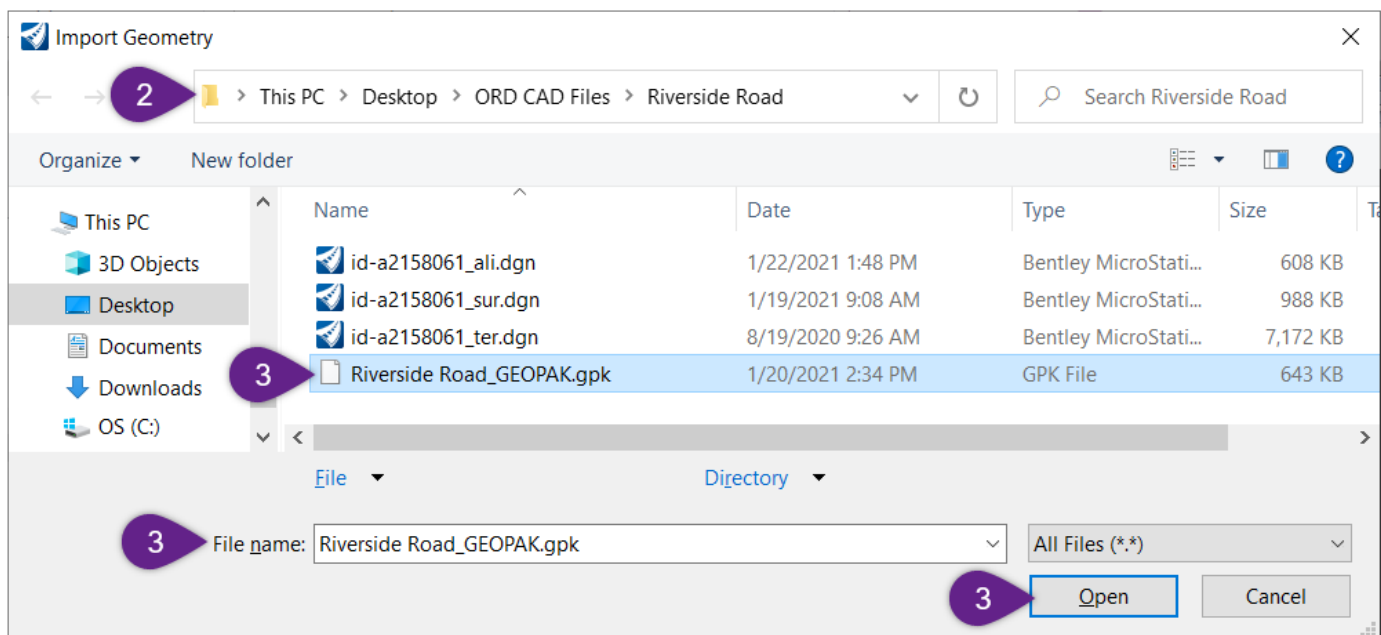 Import Geometry
2
This PC > Desktop > ORD CAD Files > Riverside Road
Search Riverside Road
Organize
New folder
?
This PC
3D Objects
Desktop
Documents
Downloads
OS (C:)
Name Date Type Size
id-a2158061_ali.dgn 1/22/2021 1:48 PM Bentley MicroStati... 608 KB
id-a2158061_sur.dgn 1/19/2021 9:08 AM Bentley MicroStati... 988 KB
id-a2158061_ter.dgn 8/19/2020 9:26 AM Bentley MicroStati... 7,172 KB
3 Riverside Road_GEOPAK.gpk 1/20/2021 2:34 PM GPK File 643 KB
File Directory
3 File name: Riverside Road_GEOPAK.gpk All Files (*.*)
3 Open Cancel